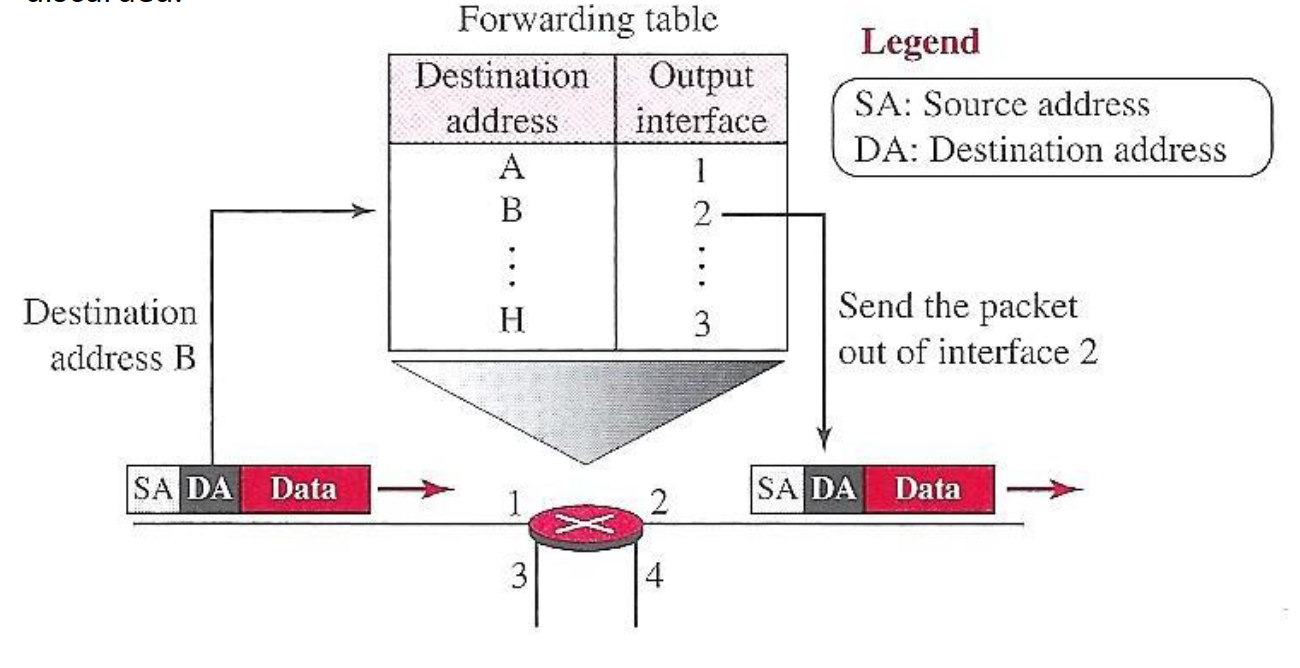 Forwarding table
Legend
Destination address
Output interface
SA: Source address
DA: Destination address
A 1
B 2
H 3
Destination
address B
Send the packet
out of interface 2
SA DA Data
SA DA Data
1 2
3 4